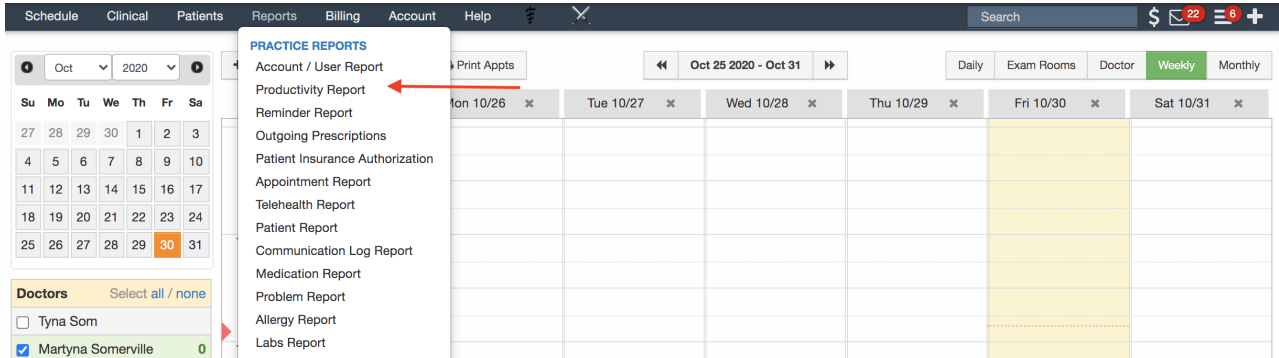 Schedule Clinical Patients Reports Billing Account Help Search $ 22 6
PRACTICE REPORTS
Account / User Report
Productivity Report
Reminder Report
Outgoing Prescriptions
Patient Insurance Authorization
Appointment Report
Telehealth Report
Patient Report
Communication Log Report
Medication Report
Problem Report
Allergy Report
Labs Report
Oct 2020
Su Mo Tu We Th Fr Sa
27 28 29 30 1 2 3
4 5 6 7 8 9 10
11 12 13 14 15 16 17
18 19 20 21 22 23 24
25 26 27 28 29 30 31
Doctors Select all / none
Tyna Som
Martyna Somerville 0
Print Appts Oct 25 2020 - Oct 31 Daily Exam Rooms Doctor Weekly Monthly
Mon 10/26 Tue 10/27 Wed 10/28 Thu 10/29 Fri 10/30 Sat 10/31